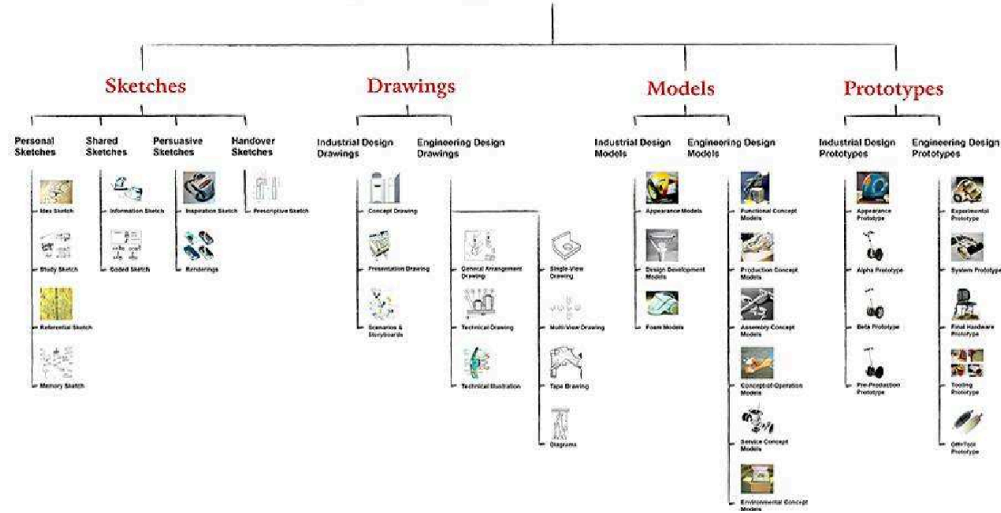 Sketches
Drawings
Models
Prototypes
Personal
Sketches
Shared
Sketches
Persuasive
Sketches
Handover
Sketches
Industrial Design
Drawings
Engineering Design
Drawings
Industrial Design
Models
Engineering Design
Models
Industrial Design
Prototypes
Engineering Design
Prototypes
Idea Sketch
Study Sketch
Referential Sketch
Memory Sketch
Information Sketch
Coded Sketch
Inspiration Sketch
Renderings
Prescriptive Sketch
Concept Drawing
Presentation Drawing
Scenarios &
Storyboards
General Arrangement
Drawing
Technical Drawing
Technical Illustration
Single-View
Drawing
Multi-View Drawing
Tape Drawing
Diagrams
Appearance Models
Design Development
Models
Foam Models
Functional Concept
Models
Production Concept
Models
Assembly Concept
Models
Concept-of-Operation
Models
Service Concept
Models
Environmental Concept
Models
Appearance
Prototype
Alpha Prototype
Beta Prototype
Pre-Production
Prototype
Experimental
Prototype
System Prototype
Final Hardware
Prototype
Tooling
Prototype
Off-Tool
Prototype